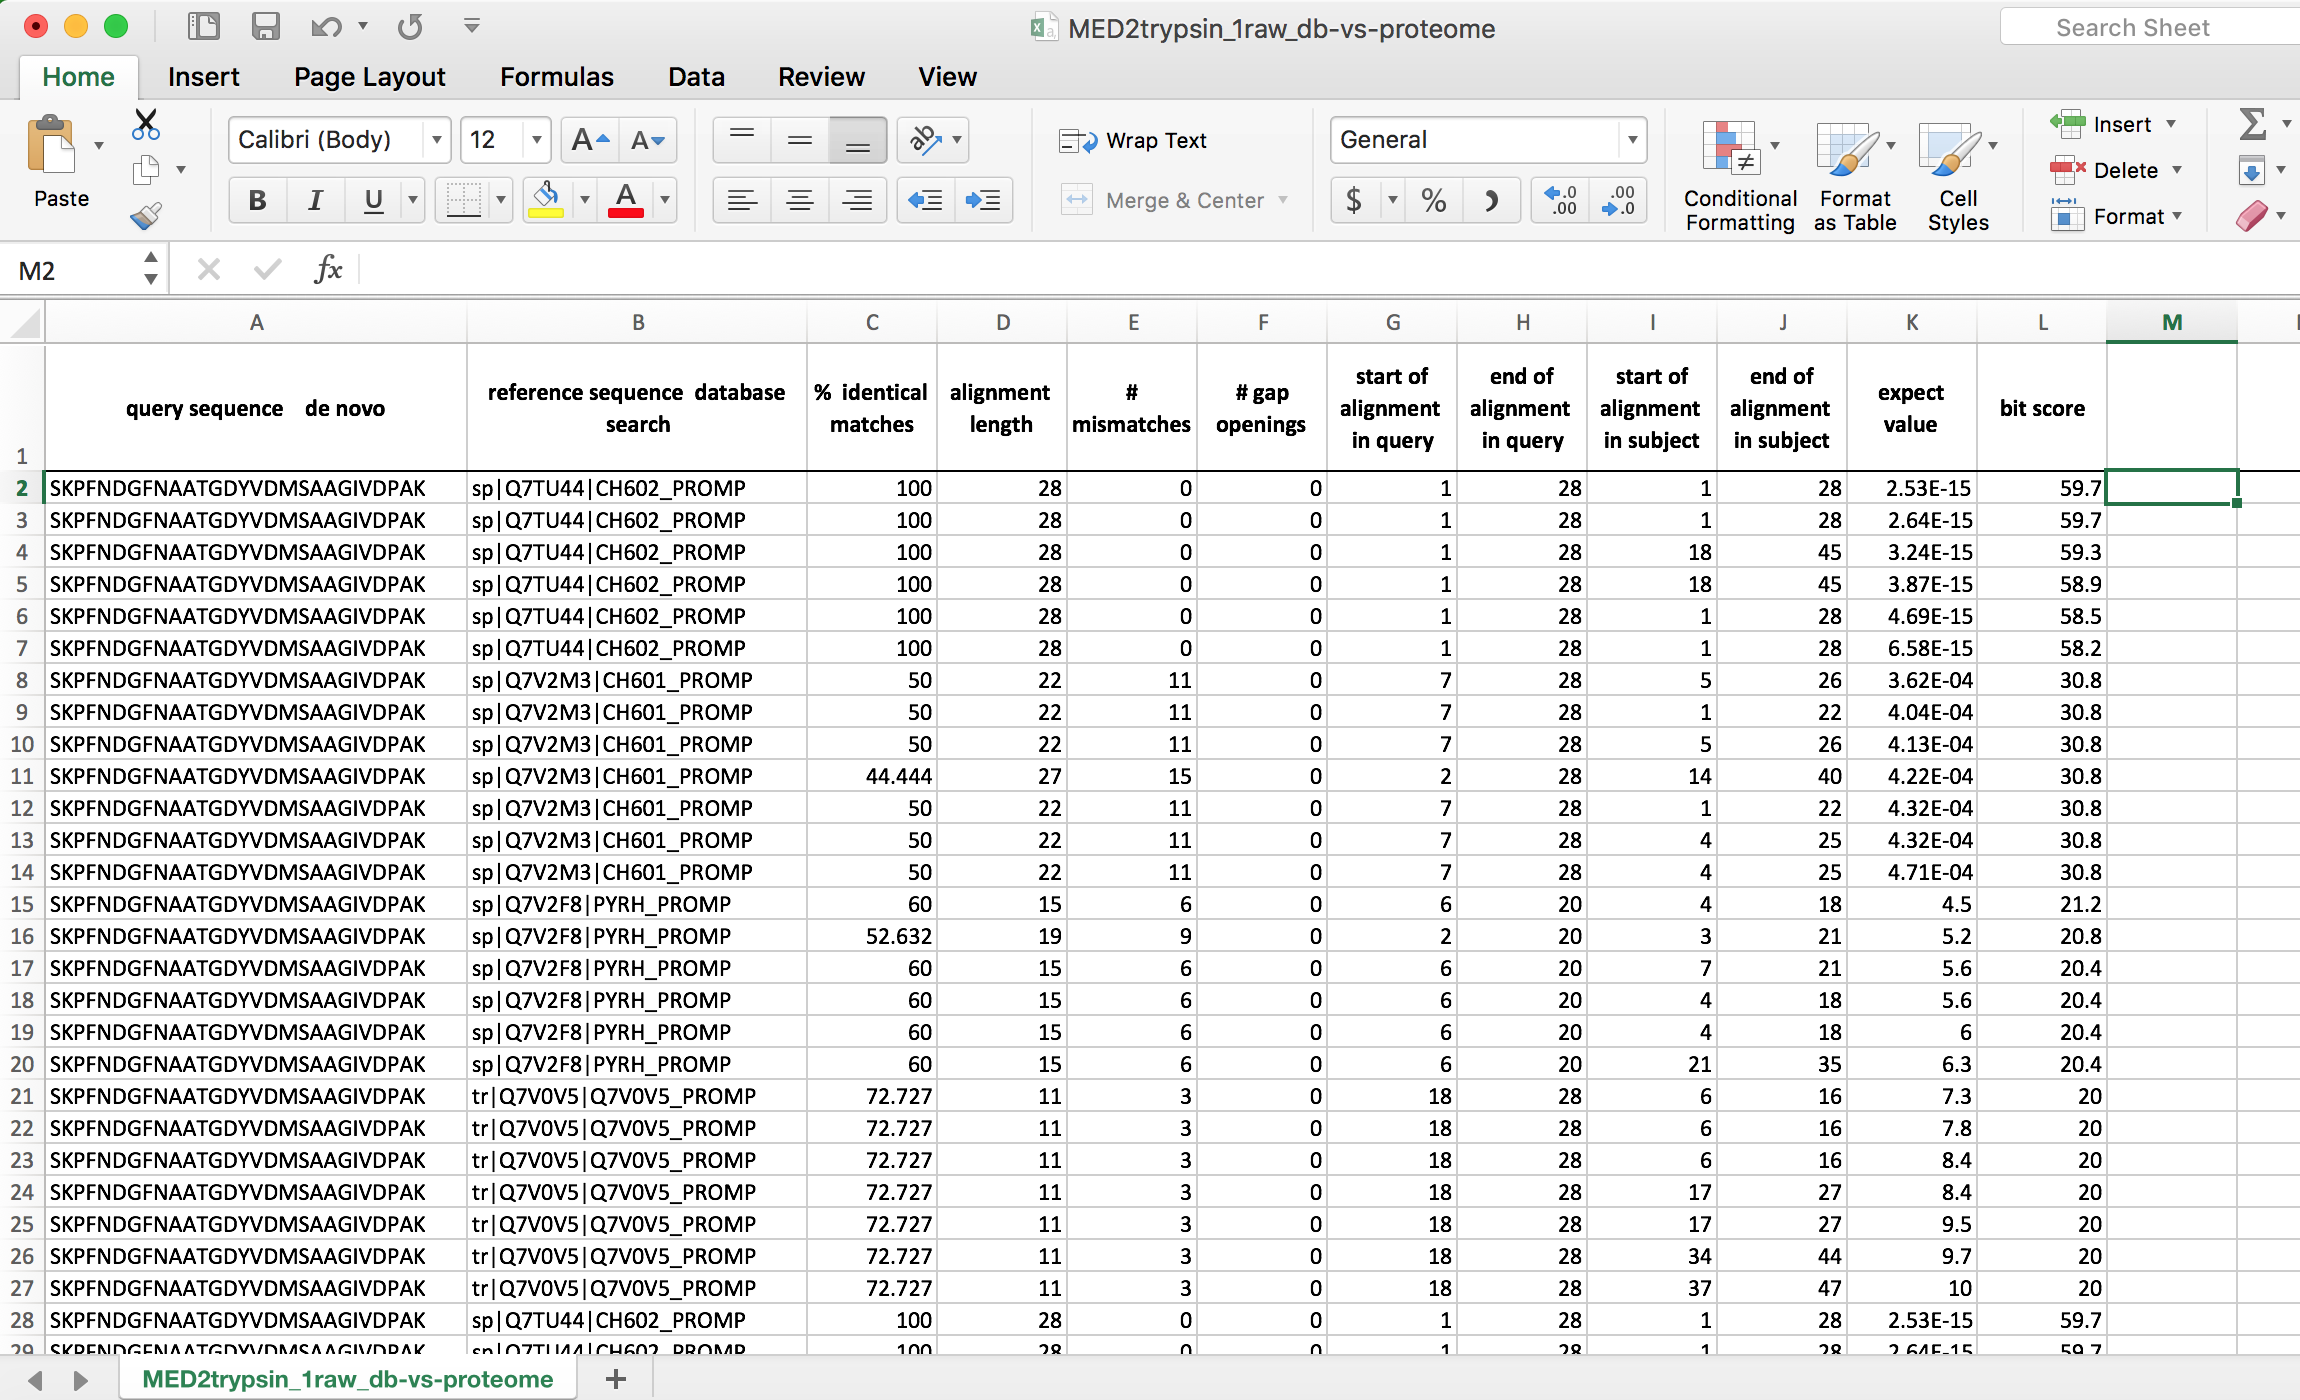 MED2trypsin_1raw_db-vs-proteome
Search Sheet
Home Insert Page Layout Formulas Data Review View
Paste
Calibri (Body) 12 A A
Wrap Text
General
Conditional Formatting
Format as Table
Cell Styles
Insert
Delete
Format
B I U A
Merge & Center
$ % .0 .00 .00 .0
M2 fx
A B C D E F G H I J K L M
1 query sequence de novo reference sequence database search % identical matches alignment length # mismatches # gap openings start of alignment in query end of alignment in query start of alignment in subject end of alignment in subject expect value bit score
2 SKPFNDGFNAATGDYVDMSAAGIVDPAK sp|Q7TU44|CH602_PROMP 100 28 0 0 1 28 1 28 2.53E-15 59.7
3 SKPFNDGFNAATGDYVDMSAAGIVDPAK sp|Q7TU44|CH602_PROMP 100 28 0 0 1 28 1 28 2.64E-15 59.7
4 SKPFNDGFNAATGDYVDMSAAGIVDPAK sp|Q7TU44|CH602_PROMP 100 28 0 0 1 28 18 45 3.24E-15 59.3
5 SKPFNDGFNAATGDYVDMSAAGIVDPAK sp|Q7TU44|CH602_PROMP 100 28 0 0 1 28 18 45 3.87E-15 58.9
6 SKPFNDGFNAATGDYVDMSAAGIVDPAK sp|Q7TU44|CH602_PROMP 100 28 0 0 1 28 1 28 4.69E-15 58.5
7 SKPFNDGFNAATGDYVDMSAAGIVDPAK sp|Q7TU44|CH602_PROMP 100 28 0 0 1 28 1 28 6.58E-15 58.2
8 SKPFNDGFNAATGDYVDMSAAGIVDPAK sp|Q7V2M3|CH601_PROMP 50 22 11 0 7 28 5 26 3.62E-04 30.8
9 SKPFNDGFNAATGDYVDMSAAGIVDPAK sp|Q7V2M3|CH601_PROMP 50 22 11 0 7 28 1 22 4.04E-04 30.8
10 SKPFNDGFNAATGDYVDMSAAGIVDPAK sp|Q7V2M3|CH601_PROMP 50 22 11 0 7 28 5 26 4.13E-04 30.8
11 SKPFNDGFNAATGDYVDMSAAGIVDPAK sp|Q7V2M3|CH601_PROMP 44.444 27 15 0 2 28 14 40 4.22E-04 30.8
12 SKPFNDGFNAATGDYVDMSAAGIVDPAK sp|Q7V2M3|CH601_PROMP 50 22 11 0 7 28 1 22 4.32E-04 30.8
13 SKPFNDGFNAATGDYVDMSAAGIVDPAK sp|Q7V2M3|CH601_PROMP 50 22 11 0 7 28 4 25 4.32E-04 30.8
14 SKPFNDGFNAATGDYVDMSAAGIVDPAK sp|Q7V2M3|CH601_PROMP 50 22 11 0 7 28 4 25 4.71E-04 30.8
15 SKPFNDGFNAATGDYVDMSAAGIVDPAK sp|Q7V2F8|PYRH_PROMP 60 15 6 0 6 20 4 18 4.5 21.2
16 SKPFNDGFNAATGDYVDMSAAGIVDPAK sp|Q7V2F8|PYRH_PROMP 52.632 19 9 0 2 20 3 21 5.2 20.8
17 SKPFNDGFNAATGDYVDMSAAGIVDPAK sp|Q7V2F8|PYRH_PROMP 60 15 6 0 6 20 7 21 5.6 20.4
18 SKPFNDGFNAATGDYVDMSAAGIVDPAK sp|Q7V2F8|PYRH_PROMP 60 15 6 0 6 20 4 18 5.6 20.4
19 SKPFNDGFNAATGDYVDMSAAGIVDPAK sp|Q7V2F8|PYRH_PROMP 60 15 6 0 6 20 4 18 6 20.4
20 SKPFNDGFNAATGDYVDMSAAGIVDPAK sp|Q7V2F8|PYRH_PROMP 60 15 6 0 6 20 21 35 6.3 20.4
21 SKPFNDGFNAATGDYVDMSAAGIVDPAK tr|Q7V0V5|Q7V0V5_PROMP 72.727 11 3 0 18 28 6 16 7.3 20
22 SKPFNDGFNAATGDYVDMSAAGIVDPAK tr|Q7V0V5|Q7V0V5_PROMP 72.727 11 3 0 18 28 6 16 7.8 20
23 SKPFNDGFNAATGDYVDMSAAGIVDPAK tr|Q7V0V5|Q7V0V5_PROMP 72.727 11 3 0 18 28 6 16 8.4 20
24 SKPFNDGFNAATGDYVDMSAAGIVDPAK tr|Q7V0V5|Q7V0V5_PROMP 72.727 11 3 0 18 28 17 27 8.4 20
25 SKPFNDGFNAATGDYVDMSAAGIVDPAK tr|Q7V0V5|Q7V0V5_PROMP 72.727 11 3 0 18 28 17 27 9.5 20
26 SKPFNDGFNAATGDYVDMSAAGIVDPAK tr|Q7V0V5|Q7V0V5_PROMP 72.727 11 3 0 18 28 34 44 9.7 20
27 SKPFNDGFNAATGDYVDMSAAGIVDPAK tr|Q7V0V5|Q7V0V5_PROMP 72.727 11 3 0 18 28 37 47 10 20
28 SKPFNDGFNAATGDYVDMSAAGIVDPAK sp|Q7TU44|CH602_PROMP 100 28 0 0 1 28 1 28 2.53E-15 59.7
29 SKPFNDGFNAATGDYVDMSAAGIVDPAK sp|Q7TU44|CH602_PROMP 100 28 0 0 1 28 1 28 2.64E-15 59.7
MED2trypsin_1raw_db-vs-proteome +